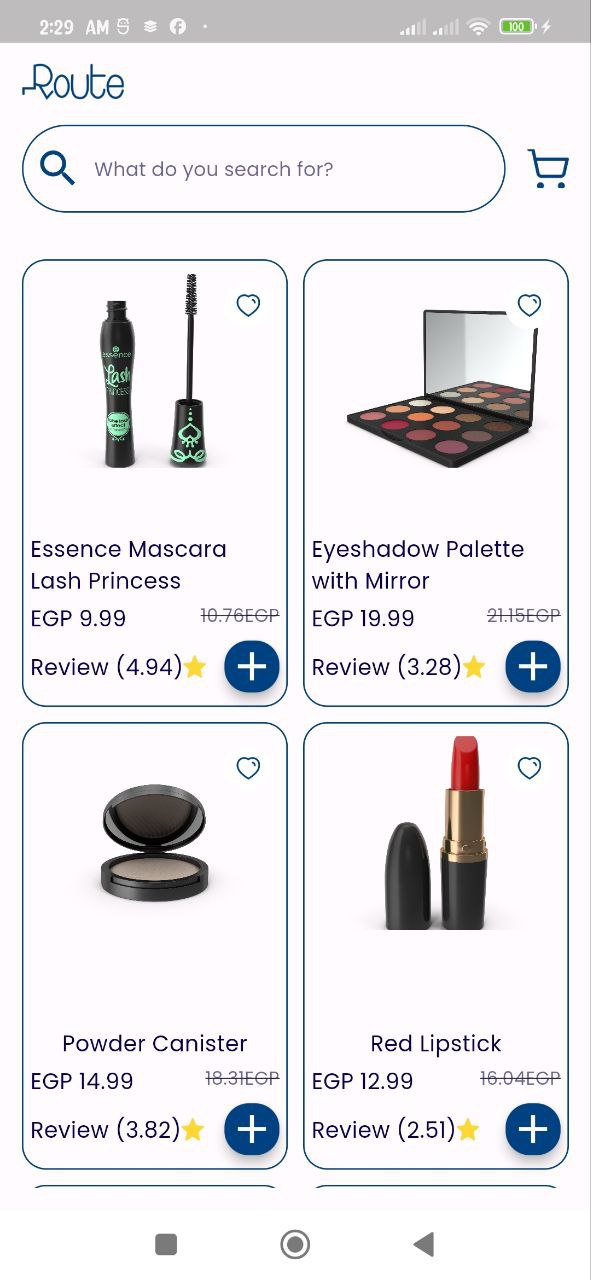 2:29 AM
100
Route
What do you search for?
essence
Lash
PRINCESS
Essence Mascara
Lash Princess
EGP 9.99
10.76EGP
Review (4.94)
Eyeshadow Palette
with Mirror
EGP 19.99
21.15EGP
Review (3.28)
Powder Canister
EGP 14.99
18.31EGP
Review (3.82)
Red Lipstick
EGP 12.99
16.04EGP
Review (2.51)